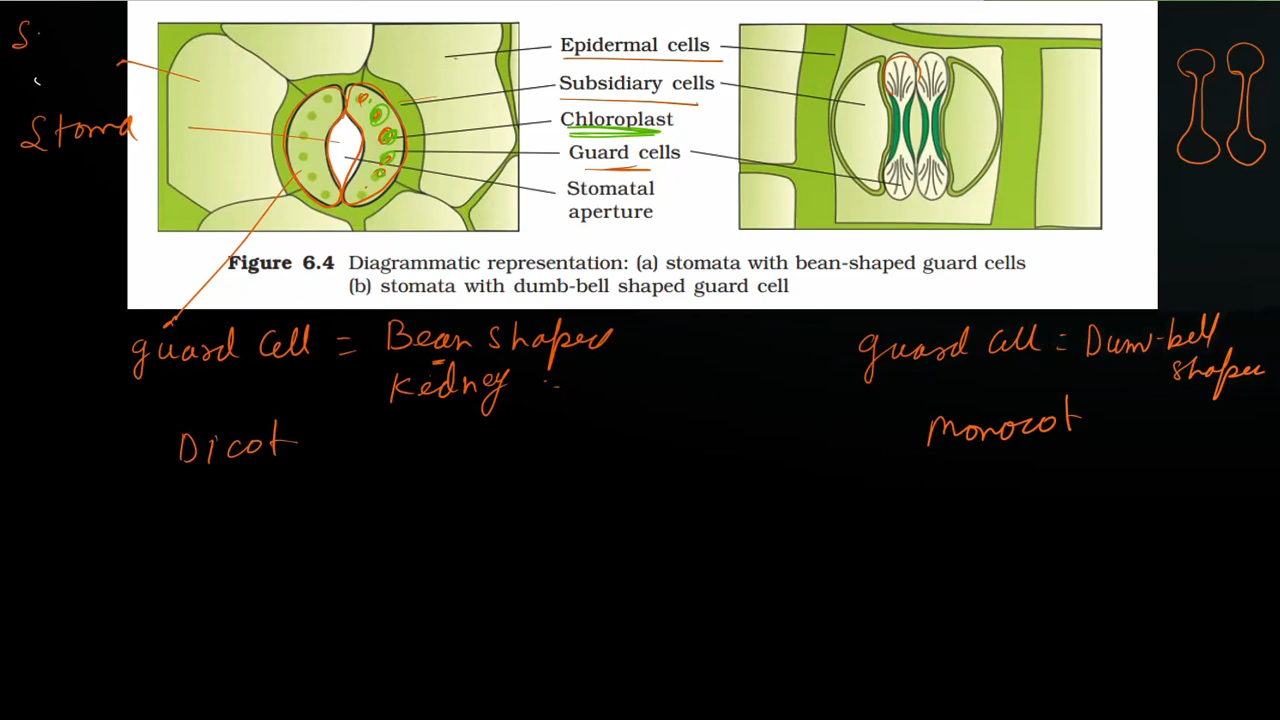 S.
Stoma
Epidermal cells
Subsidiary cells
Chloroplast
Guard cells
Stomatal
aperture
Figure 6.4 Diagrammatic representation: (a) stomata with bean-shaped guard cells
(b) stomata with dumb-bell shaped guard cell
guard Cell = Bean shaped
Kedney
Dicot
guard Cell = Dum-bell
shaped
Monocot